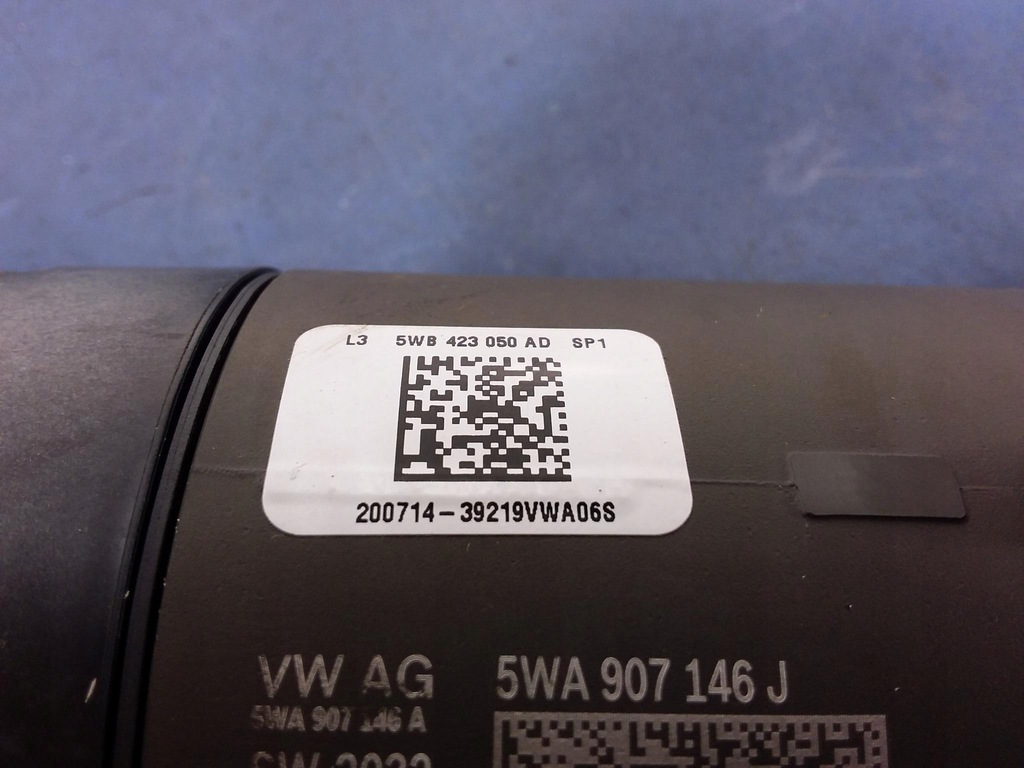 L3 5WB 423 050 AD SP1
200714-39219VWA06S
VW AG 5WA 907 146 J
5WA 907 146 A